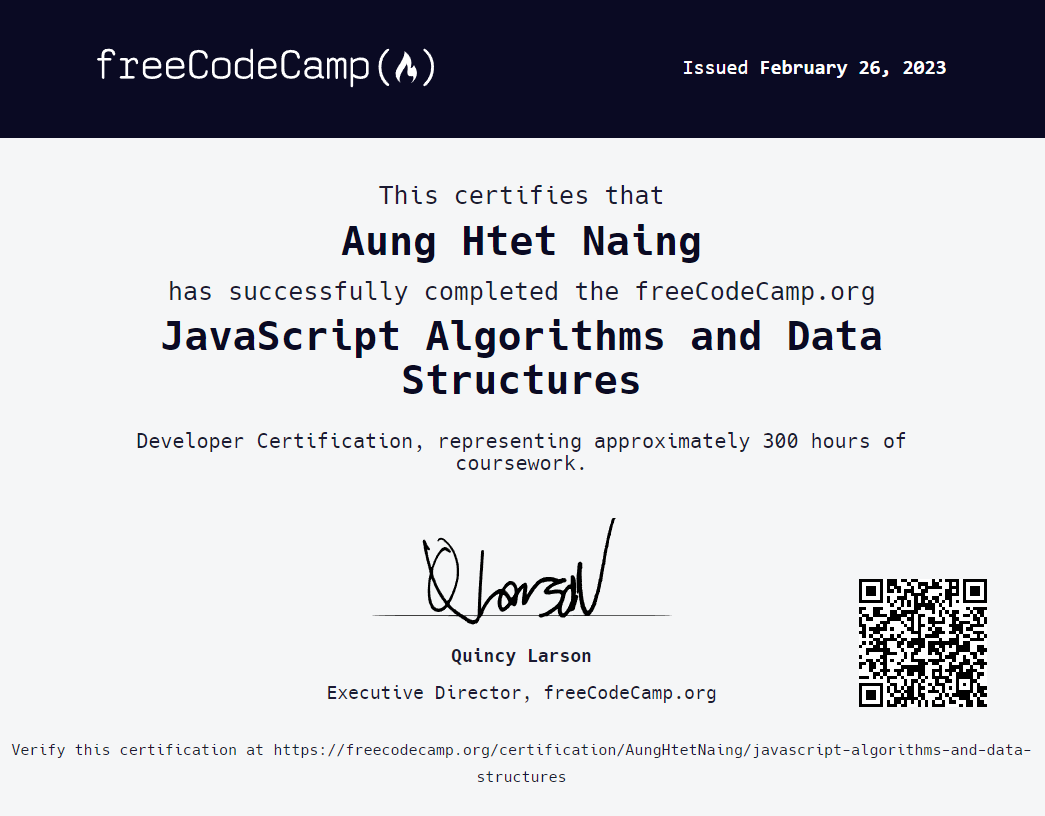 freeCodeCamp(🔥)
Issued February 26, 2023
This certifies that
Aung Htet Naing
has successfully completed the freeCodeCamp.org
JavaScript Algorithms and Data
Structures
Developer Certification, representing approximately 300 hours of
coursework.
Q Larson
Quincy Larson
Executive Director, freeCodeCamp.org
Verify this certification at https://freecodecamp.org/certification/AungHtetNaing/javascript-algorithms-and-data-
structures